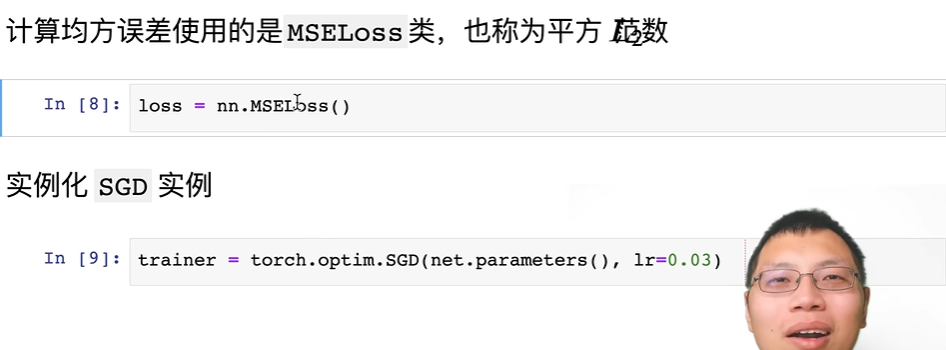 计算均方误差使用的是MSELoss类，也称为平方 L2范数
In [8]: loss = nn.MSELoss()
实例化 SGD 实例
In [9]: trainer = torch.optim.SGD(net.parameters(), lr=0.03)